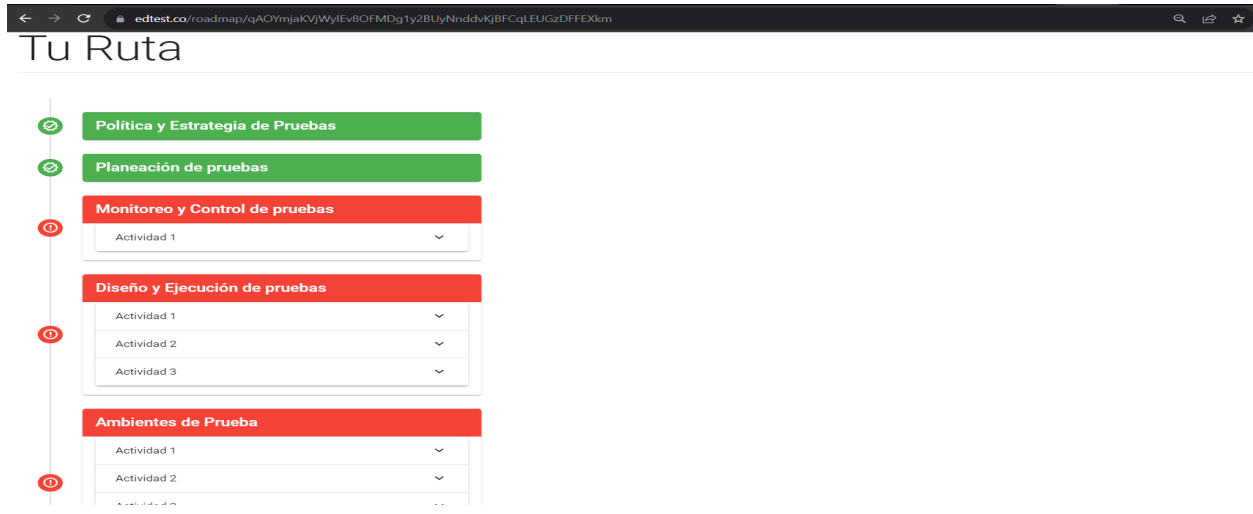 edtest.co/roadmap/qAOYmjaKVjWylEv8OFMDg1y2BUyNnddvKjBFCqLEUGzDFFEXkm
Tu Ruta
Política y Estrategia de Pruebas
Planeación de pruebas
Monitoreo y Control de pruebas
Actividad 1
Diseño y Ejecución de pruebas
Actividad 1
Actividad 2
Actividad 3
Ambientes de Prueba
Actividad 1
Actividad 2